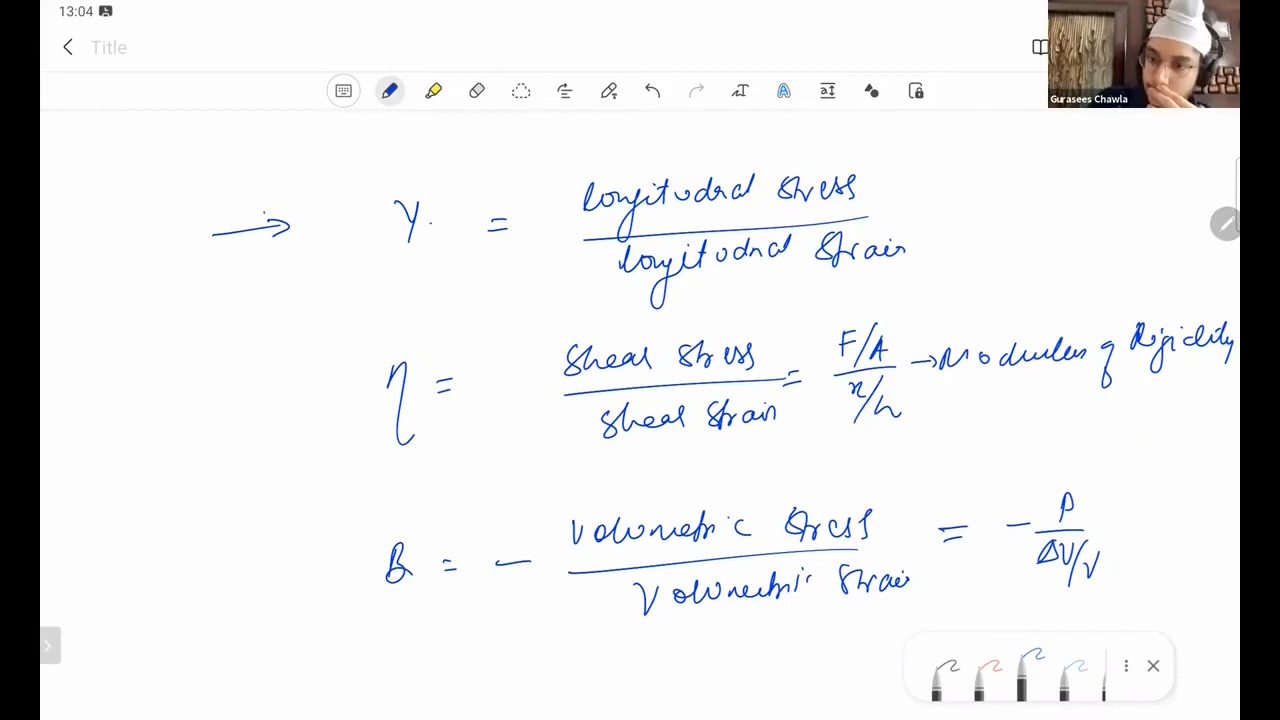 13:04
Title
Gurasees Chawla
Y. = longitudnal stress / longitudnal strain
η = shear stress / shear strain = F/A / x/h → Modulus of Rigidity
B = - Volumetric stress / Volumetric strain = - P / ΔV/V